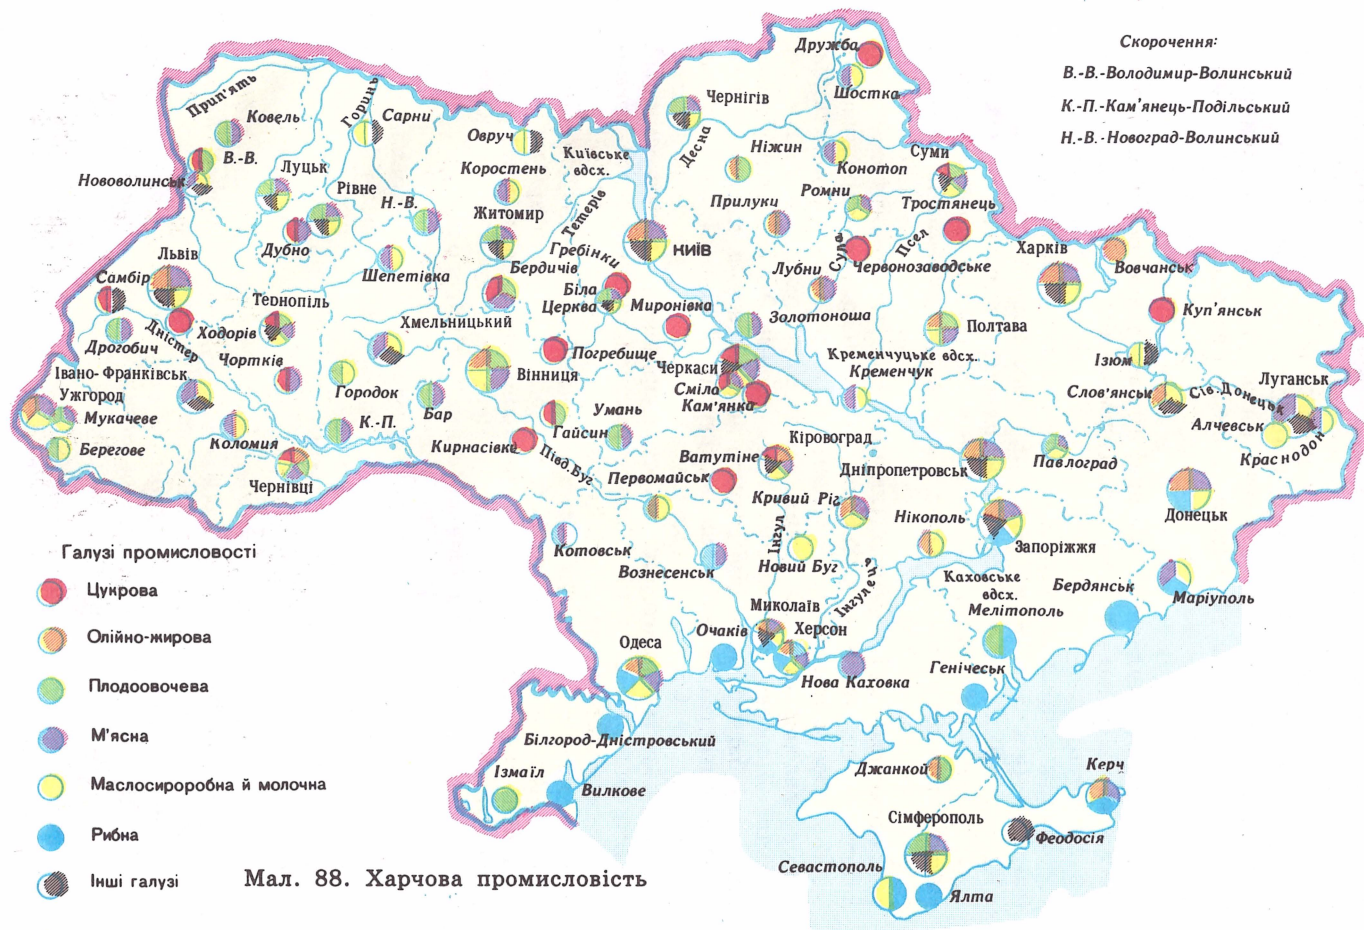 Скорочення:
В.-В.-Володимир-Волинський
К.-П.-Кам'янець-Подільський
Н.-В.-Новоград-Волинський
Дружба
Шостка
Чернігів
Десна
Прип'ять
Горинь
Сарни
Ковель
В.-В.
Нововолинськ
Луцьк
Рівне
Дубно
Н.-В.
Шепетівка
Овруч
Коростень
Житомир
Київське
вдсх.
Тетерів
Ніжин
Прилуки
Конотоп
Ромни
Суми
Тростянець
Київ
Гребінки
Біла
Церква
Миронівка
Бердичів
Лубни
Сула
Псел
Червонозаводське
Харків
Вовчанськ
Куп'янськ
Ізюм
Львів
Самбір
Дрогобич
Дністер
Ходорів
Тернопіль
Чортків
Хмельницький
Погребище
Вінниця
Городок
Бар
К.-П.
Івано-Франківськ
Ужгород
Мукачеве
Берегове
Коломия
Чернівці
Золотоноша
Полтава
Кременчуцьке вдсх.
Кременчук
Черкаси
Сміла
Кам'янка
Умань
Гайсин
Кирнасівка
Півд.Буг
Слов'янськ
Сів.Донецьк
Луганськ
Алчевськ
Краснодон
Кіровоград
Ватутіне
Первомайськ
Дніпропетровськ
Павлоград
Кривий Ріг
Донецьк
Нікополь
Запоріжжя
Котовськ
Вознесенськ
Інгул
Новий Буг
Інгулець
Каховське
вдсх.
Мелітополь
Бердянськ
Маріуполь
Миколаїв
Херсон
Очаків
Одеса
Нова Каховка
Генічеськ
Білгород-Дністровський
Ізмаїл
Вилкове
Джанкой
Керч
Сімферополь
Феодосія
Севастополь
Ялта
Галузі промисловості
Цукрова
Олійно-жирова
Плодоовочева
М'ясна
Маслосироробна й молочна
Рибна
Інші галузі
Мал. 88. Харчова промисловість